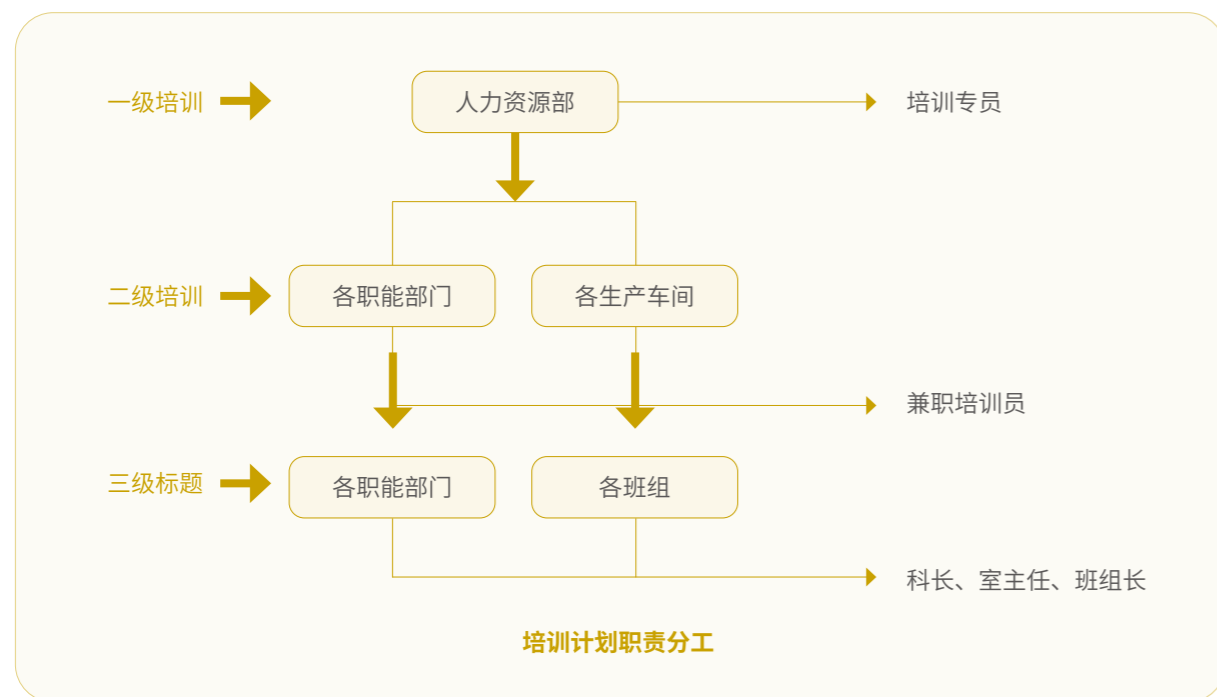 一级培训
人力资源部
培训专员
二级培训
各职能部门
各生产车间
兼职培训员
三级标题
各职能部门
各班组
科长、室主任、班组长
培训计划职责分工